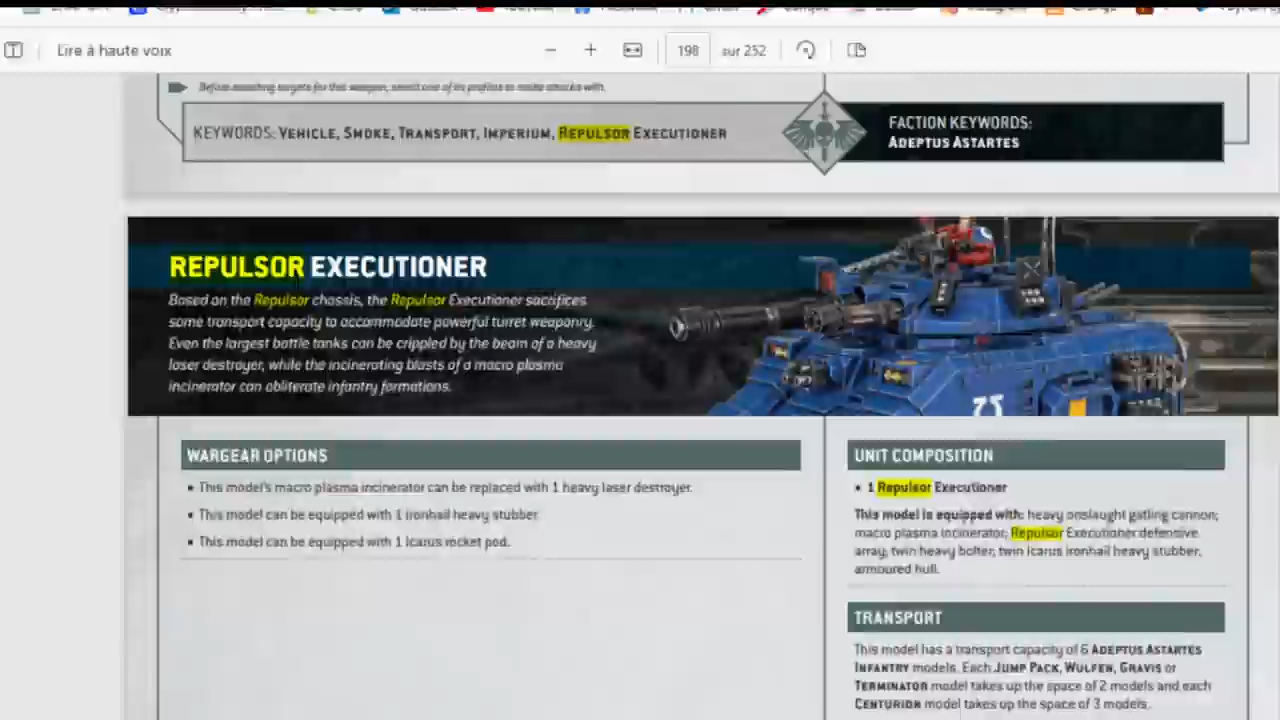 Lire à haute voix
198 sur 252
Before selecting targets for this weapon, select one of its profiles to make attacks with.
KEYWORDS: VEHICLE, SMOKE, TRANSPORT, IMPERIUM, REPULSOR EXECUTIONER
FACTION KEYWORDS:
ADEPTUS ASTARTES
REPULSOR EXECUTIONER
Based on the Repulsor chassis, the Repulsor Executioner sacrifices
some transport capacity to accommodate powerful turret weaponry.
Even the largest battle tanks can be crippled by the beam of a heavy
laser destroyer, while the incinerating blasts of a macro plasma
incinerator can obliterate infantry formations.
WARGEAR OPTIONS
▪ This model's macro plasma incinerator can be replaced with 1 heavy laser destroyer.
▪ This model can be equipped with 1 ironhail heavy stubber.
▪ This model can be equipped with 1 Icarus rocket pod.
UNIT COMPOSITION
▪ 1 Repulsor Executioner
This model is equipped with: heavy onslaught gatling cannon;
macro plasma incinerator; Repulsor Executioner defensive
array; twin heavy bolter; twin Icarus ironhail heavy stubber;
armoured hull.
TRANSPORT
This model has a transport capacity of 6 ADEPTUS ASTARTES
INFANTRY models. Each JUMP PACK, WULFEN, GRAVIS or
TERMINATOR model takes up the space of 2 models and each
CENTURION model takes up the space of 3 models.